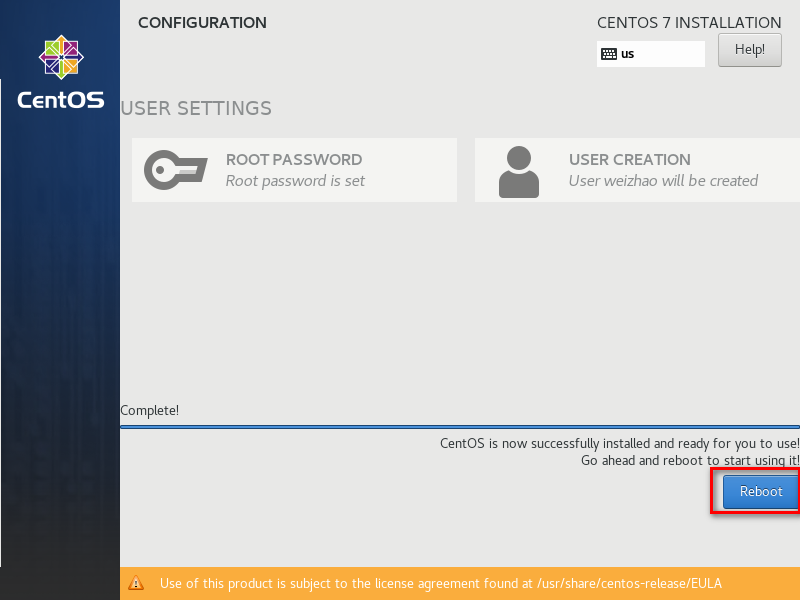 CONFIGURATION
CENTOS 7 INSTALLATION
us
Help!
CentOS
USER SETTINGS
ROOT PASSWORD
Root password is set
USER CREATION
User weizhao will be created
Complete!
CentOS is now successfully installed and ready for you to use!
Go ahead and reboot to start using it!
Reboot
Use of this product is subject to the license agreement found at /usr/share/centos-release/EULA